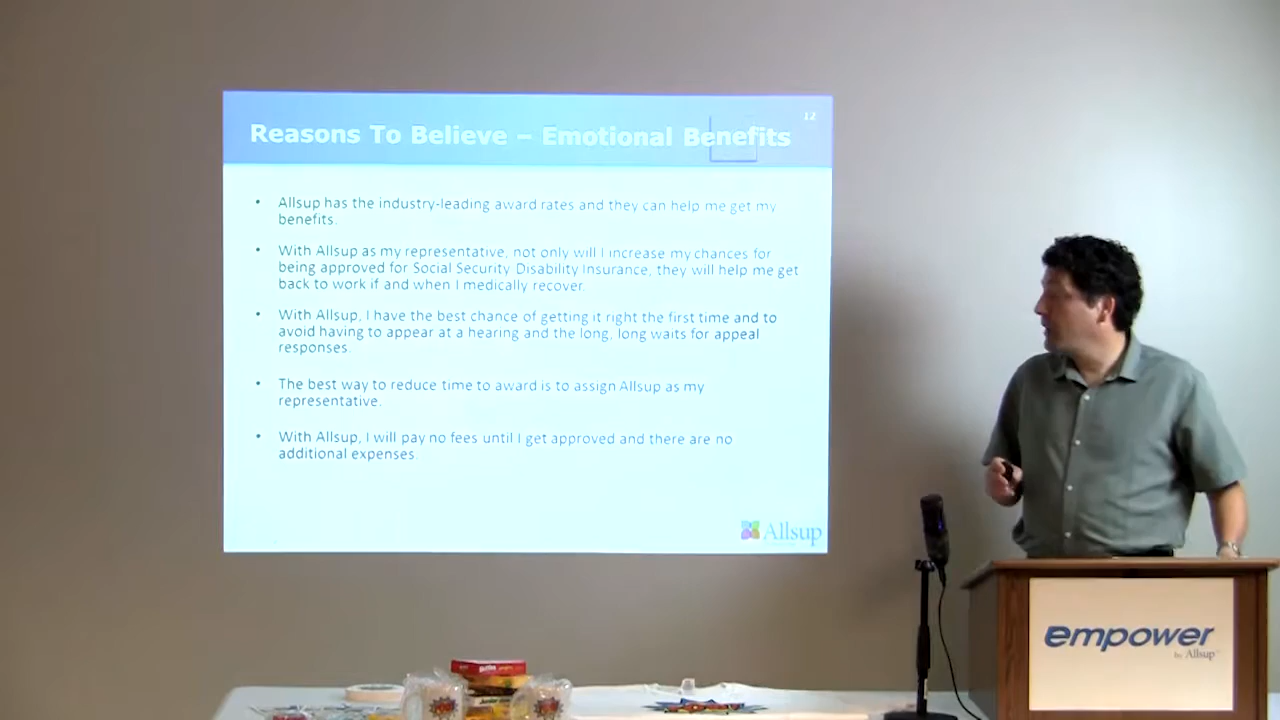 12
Reasons To Believe – Emotional Benefits
• Allsup has the industry-leading award rates and they can help me get my
benefits.
• With Allsup as my representative, not only will I increase my chances for
being approved for Social Security Disability Insurance, they will help me get
back to work if and when I medically recover.
• With Allsup, I have the best chance of getting it right the first time and to
avoid having to appear at a hearing and the long, long waits for appeal
responses.
• The best way to reduce time to award is to assign Allsup as my
representative.
• With Allsup, I will pay no fees until I get approved and there are no
additional expenses.
Allsup
empower
by Allsup